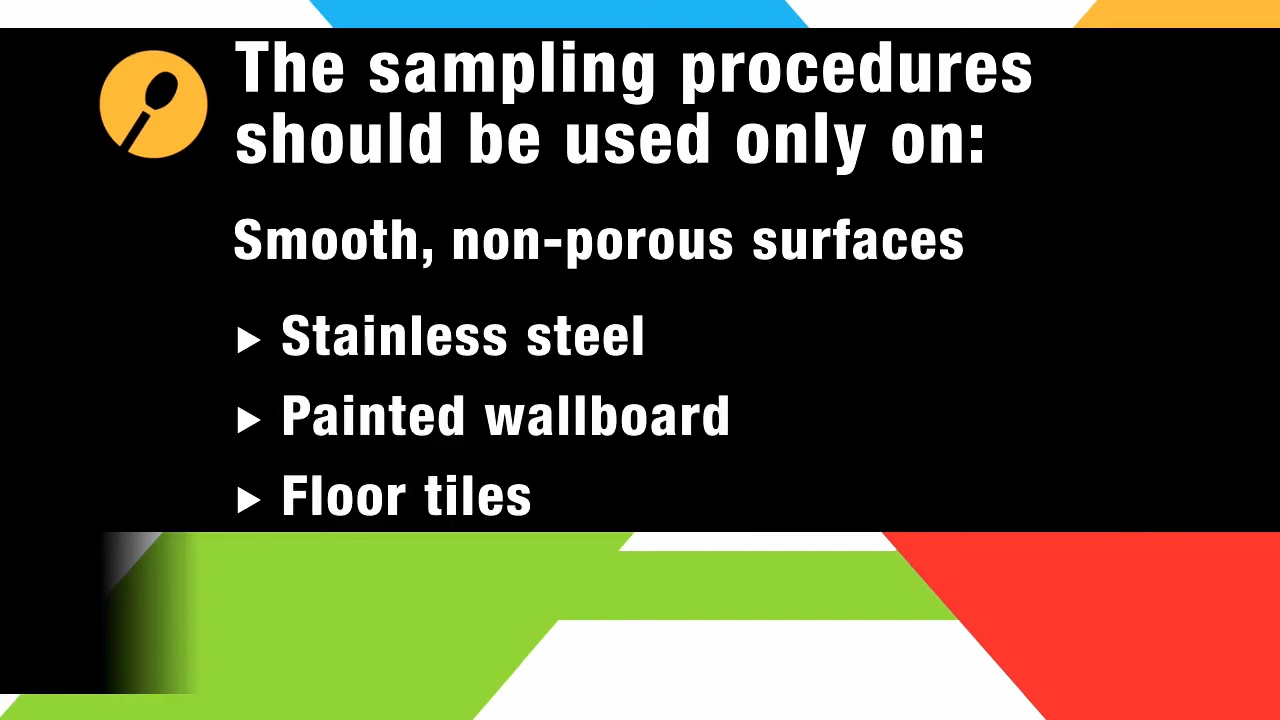 The sampling procedures
should be used only on:
Smooth, non-porous surfaces
Stainless steel
Painted wallboard
Floor tiles